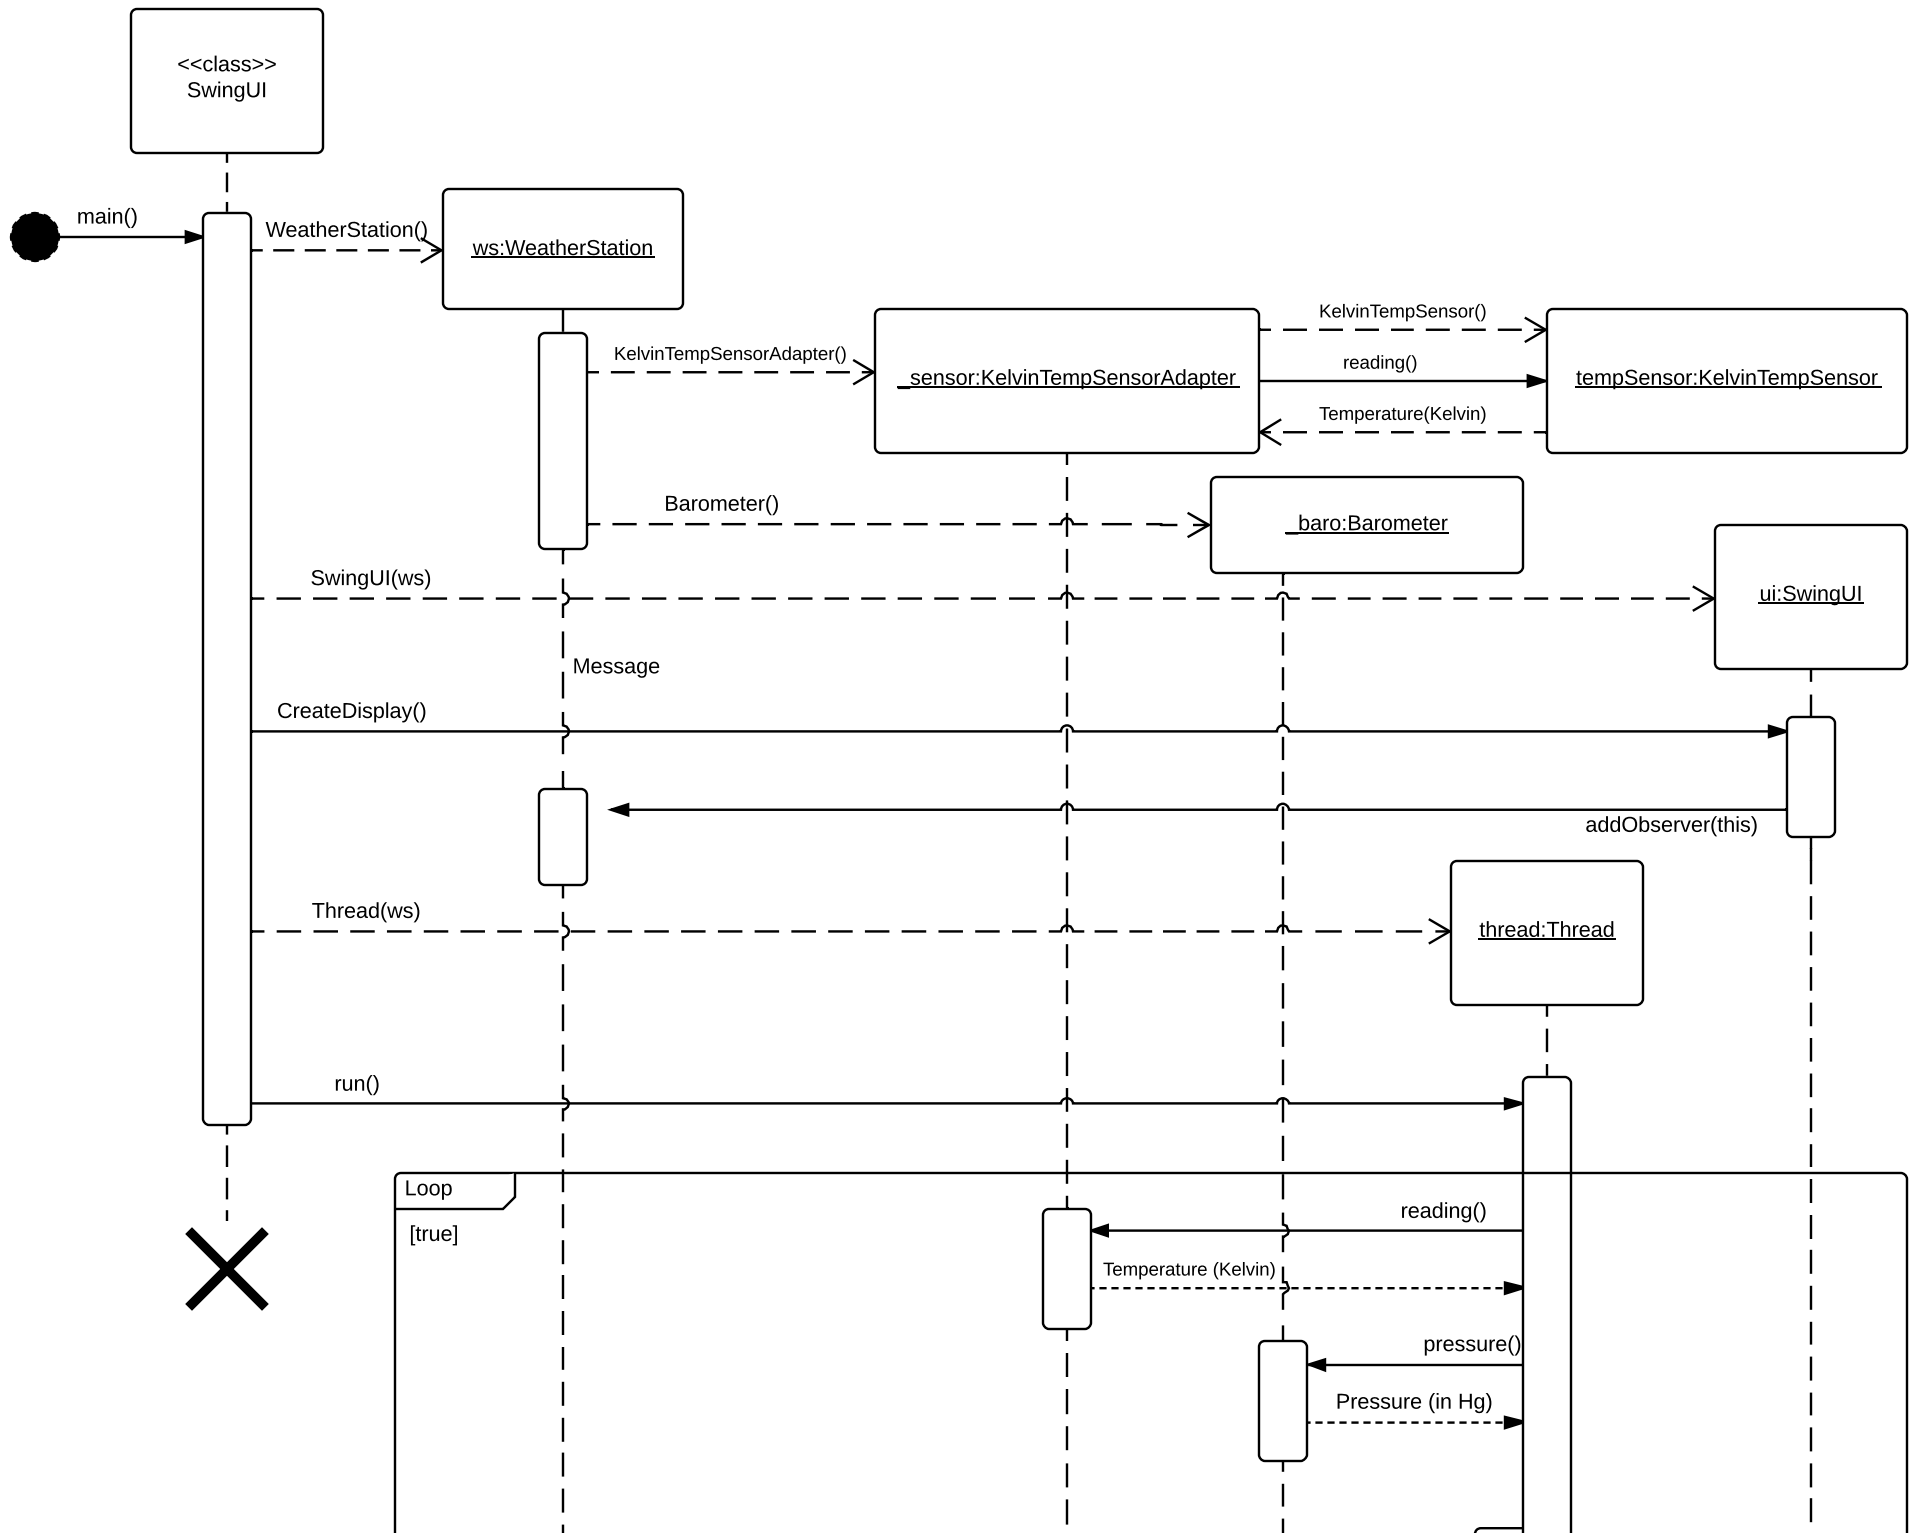 <<class>>
SwingUI
main()
WeatherStation()
ws:WeatherStation
KelvinTempSensor()
KelvinTempSensorAdapter()
reading()
_sensor:KelvinTempSensorAdapter
tempSensor:KelvinTempSensor
Temperature(Kelvin)
Barometer()
_baro:Barometer
SwingUI(ws)
ui:SwingUI
Message
CreateDisplay()
addObserver(this)
Thread(ws)
thread:Thread
run()
Loop
[true]
reading()
Temperature (Kelvin)
pressure()
Pressure (in Hg)